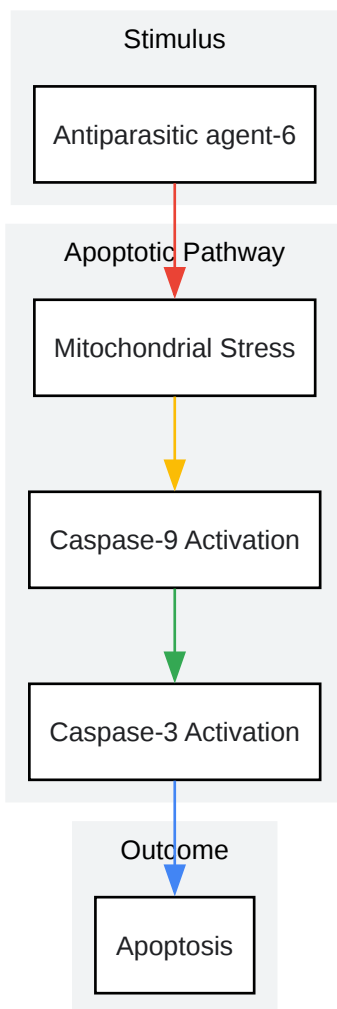 Stimulus
Antiparasitic agent-6
Apoptotic Pathway
Mitochondrial Stress
Caspase-9 Activation
Caspase-3 Activation
Outcome
Apoptosis